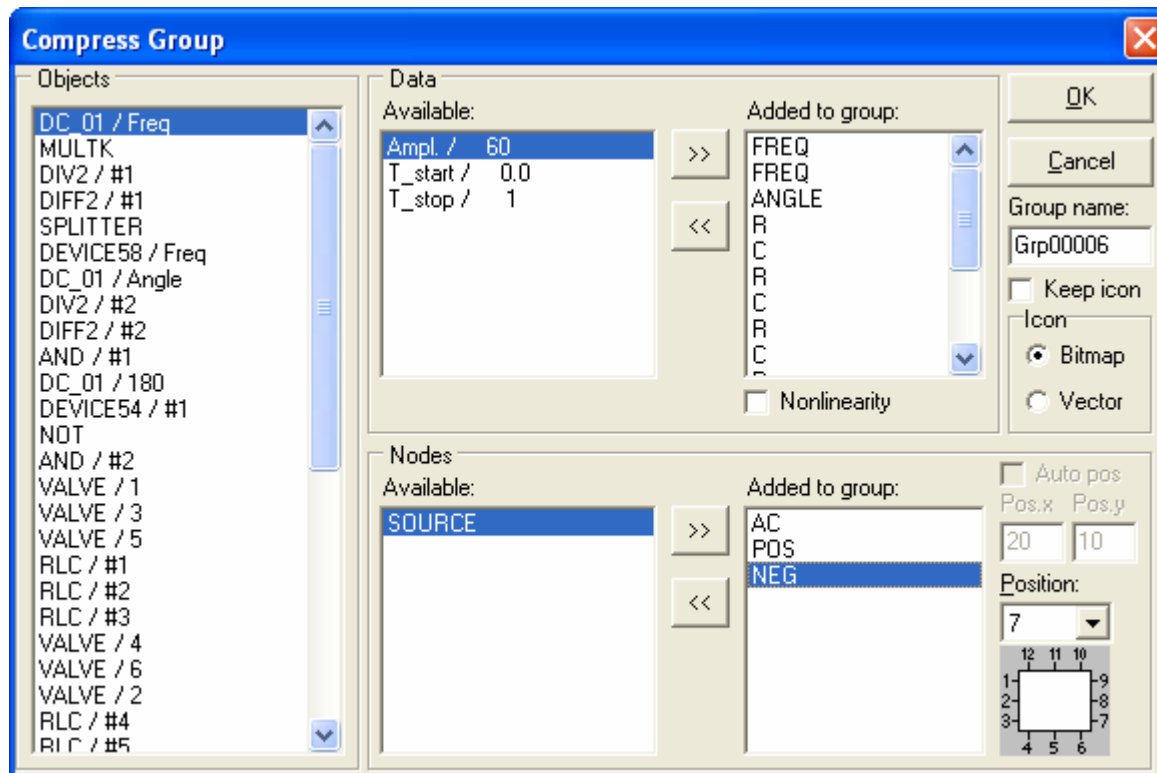 Compress Group
Objects
DC_01 / Freq
MULTK
DIV2 / #1
DIFF2 / #1
SPLITTER
DEVICE58 / Freq
DC_01 / Angle
DIV2 / #2
DIFF2 / #2
AND / #1
DC_01 / 180
DEVICE54 / #1
NOT
AND / #2
VALVE / 1
VALVE / 3
VALVE / 5
RLC / #1
RLC / #2
RLC / #3
VALVE / 4
VALVE / 6
VALVE / 2
RLC / #4
RLC / #5
Data
Available:
Ampl. / 60
T_start / 0.0
T_stop / 1
>>
<<
Added to group:
FREQ
FREQ
ANGLE
R
C
R
C
R
C
Nonlinearity
OK
Cancel
Group name:
Grp00006
Keep icon
Icon
Bitmap
Vector
Nodes
Available:
SOURCE
>>
<<
Added to group:
AC
POS
NEG
Auto pos
Pos.x Pos.y
20 10
Position:
7
12 11 10
1 9
2 8
3 7
4 5 6